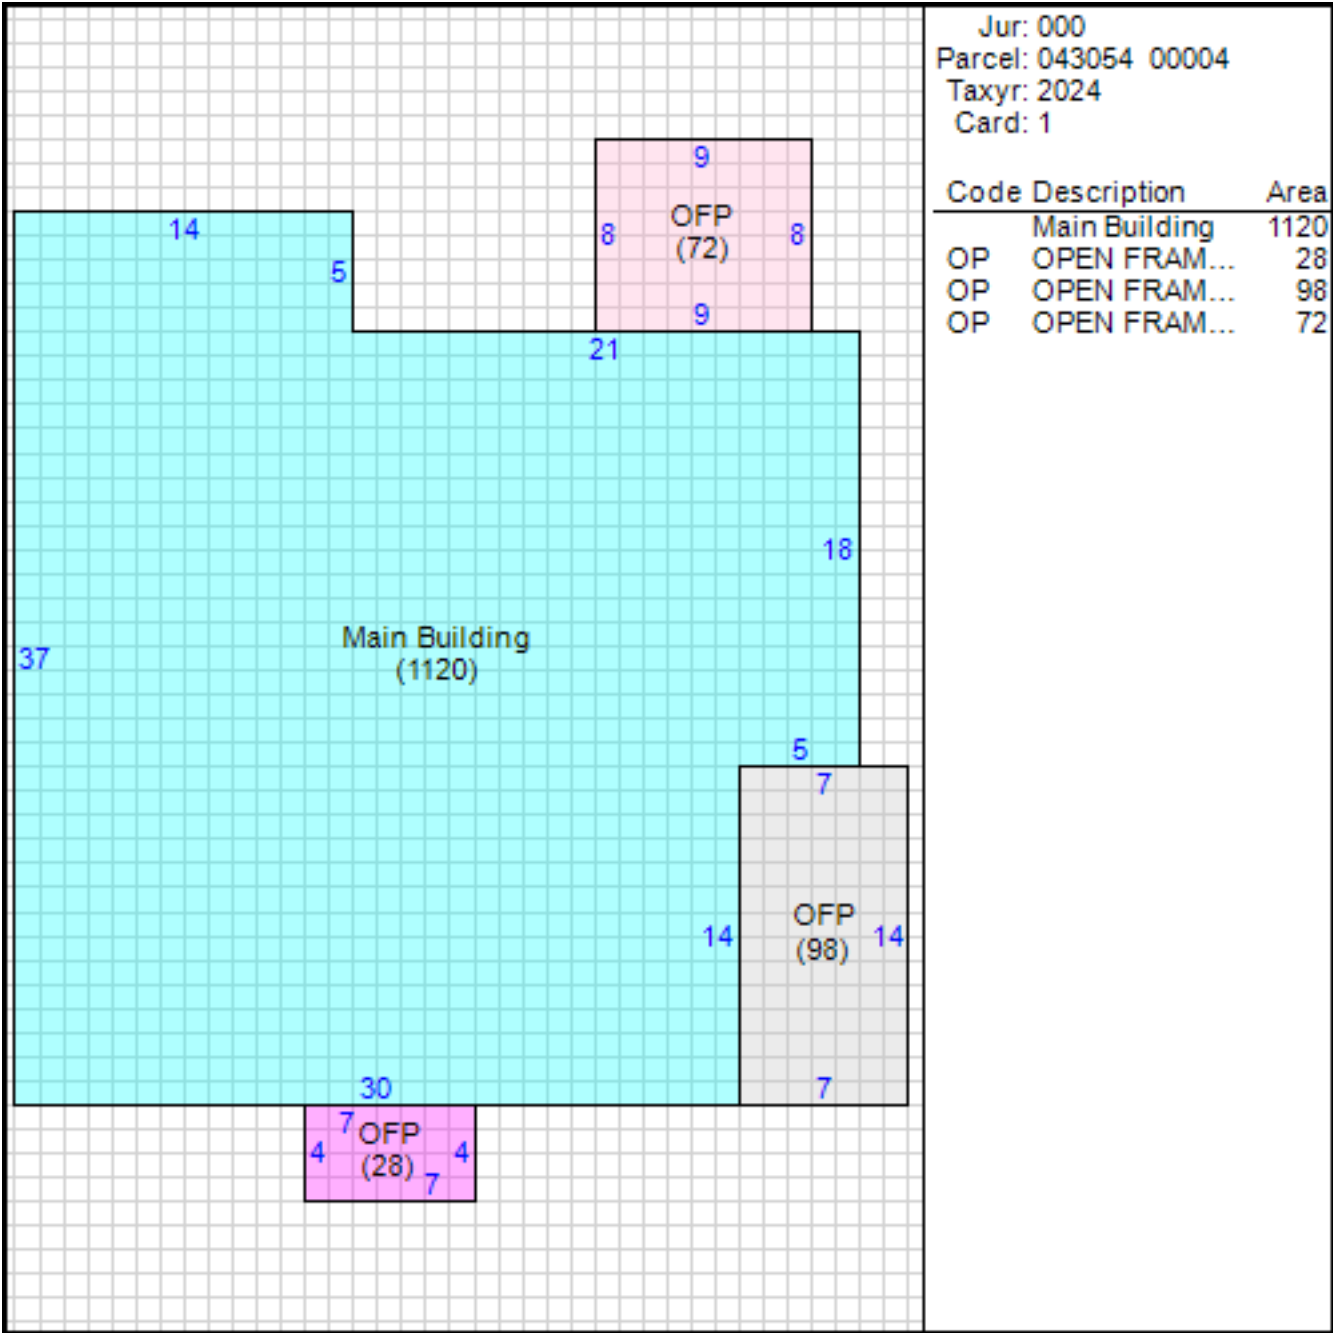 Jur: 000
Parcel: 043054 00004
Taxyr: 2024
Card: 1
Code Description Area
Main Building 1120
OP OPEN FRAM... 28
OP OPEN FRAM... 98
OP OPEN FRAM... 72
9
OFP
(72)
8
8
9
14
5
21
18
Main Building
(1120)
37
5
7
OFP
(98)
14
14
7
30
7
OFP
(28)
4
4
7